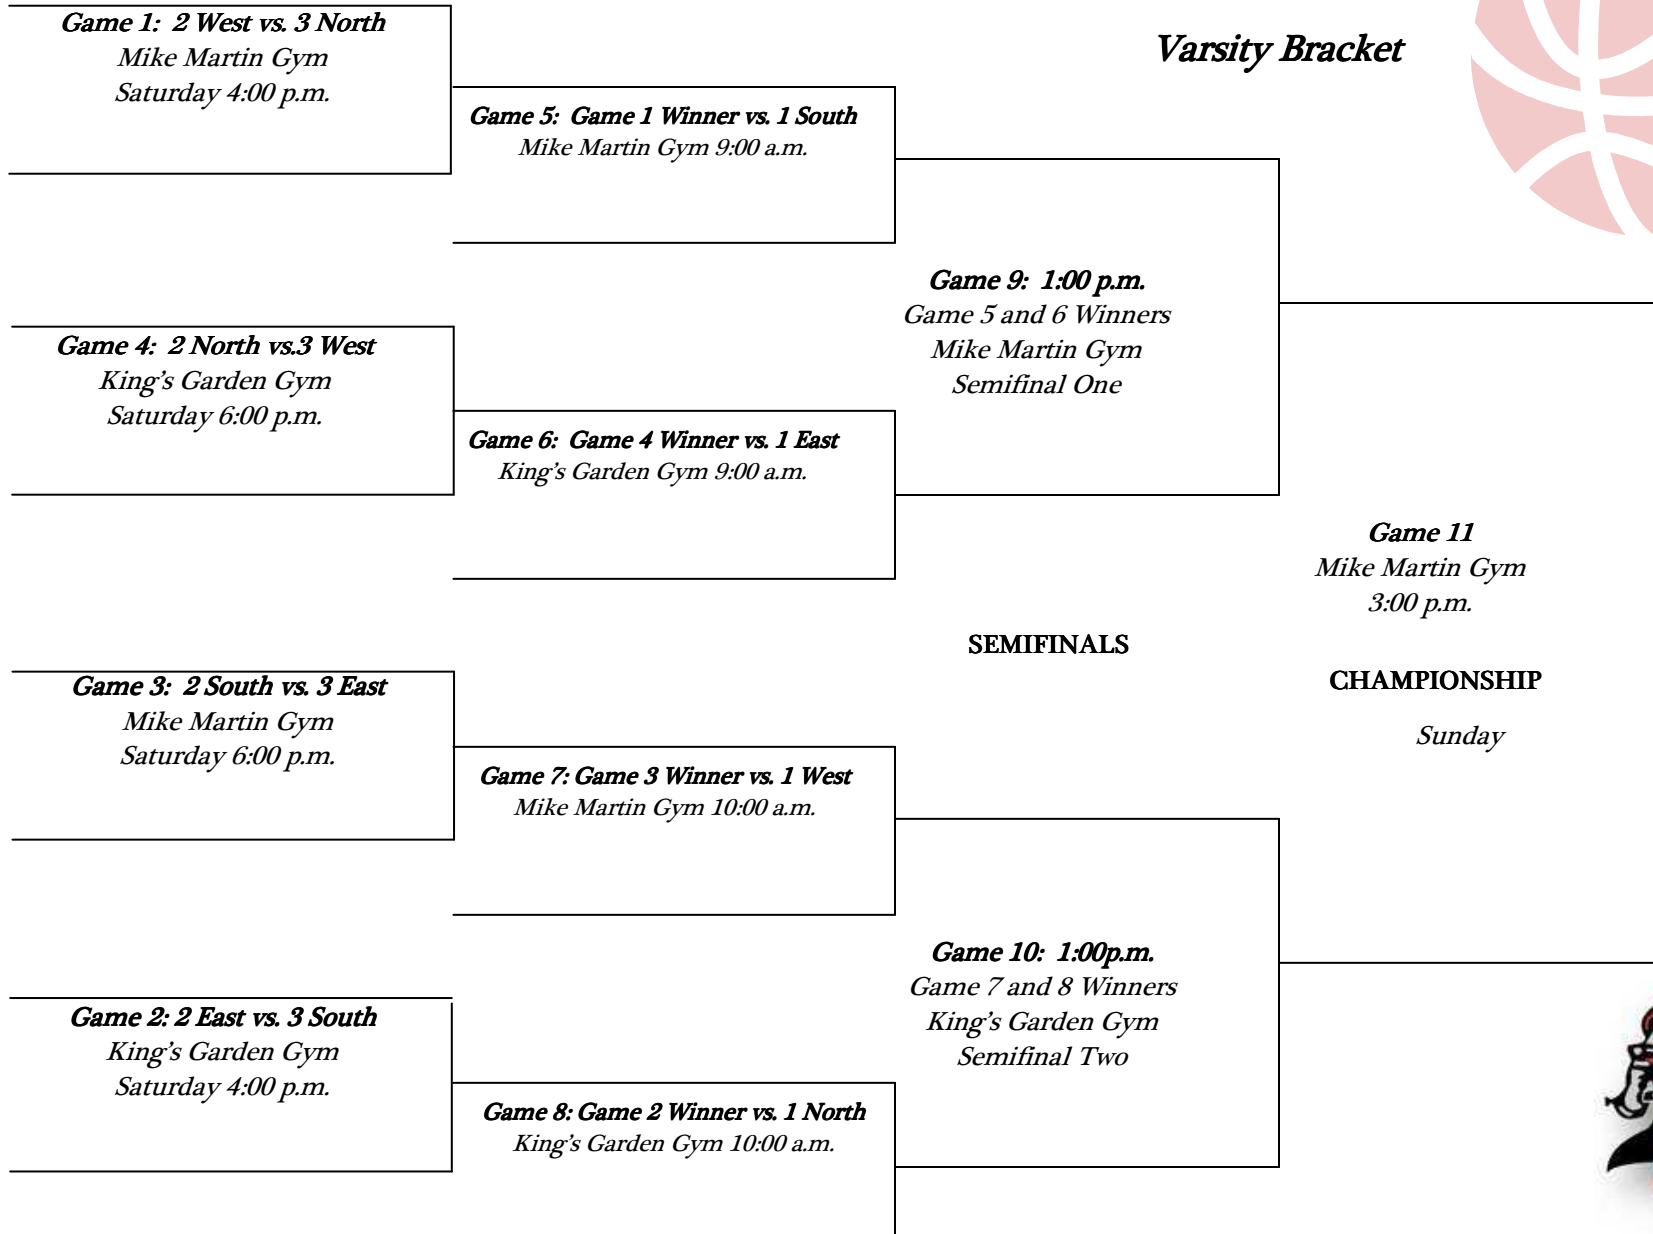 Varsity Bracket
Game 1:  2 West vs. 3 North
Mike Martin Gym
Saturday 4:00 p.m.
Game 5:  Game 1 Winner vs. 1 South
Mike Martin Gym 9:00 a.m.
Game 9:  1:00 p.m.
Game 5 and 6 Winners
Mike Martin Gym
Semifinal One
Game 4:  2 North vs.3 West
King’s Garden Gym
Saturday 6:00 p.m.
Game 6:  Game 4 Winner vs. 1 East
King’s Garden Gym 9:00 a.m.
Game 11
Mike Martin Gym
3:00 p.m.
SEMIFINALS
CHAMPIONSHIP
Sunday
Game 3:  2 South vs. 3 East
Mike Martin Gym
Saturday 6:00 p.m.
Game 7: Game 3 Winner vs. 1 West
Mike Martin Gym 10:00 a.m.
Game 10:  1:00p.m.
Game 7 and 8 Winners
King’s Garden Gym
Semifinal Two
Game 2: 2 East vs. 3 South
King’s Garden Gym
Saturday 4:00 p.m.
Game 8: Game 2 Winner vs. 1 North
King’s Garden Gym 10:00 a.m.